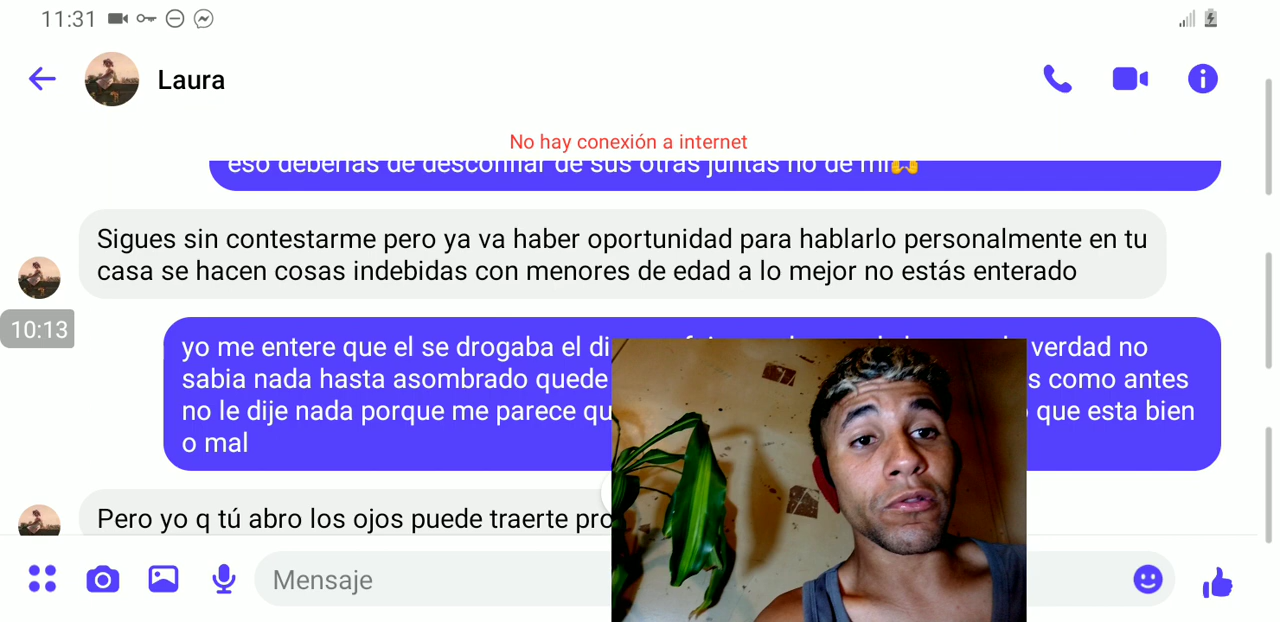 11:31
Laura
No hay conexión a internet
eso deberías de desconfiar de sus otras juntas no de mi🙌
Sigues sin contestarme pero ya va haber oportunidad para hablarlo personalmente en tu
casa se hacen cosas indebidas con menores de edad a lo mejor no estás enterado
10:13
yo me entere que el se drogaba el di verdad no
sabia nada hasta asombrado quede s como antes
no le dije nada porque me parece qu que esta bien
o mal
Pero yo q tú abro los ojos puede traerte pro
Mensaje